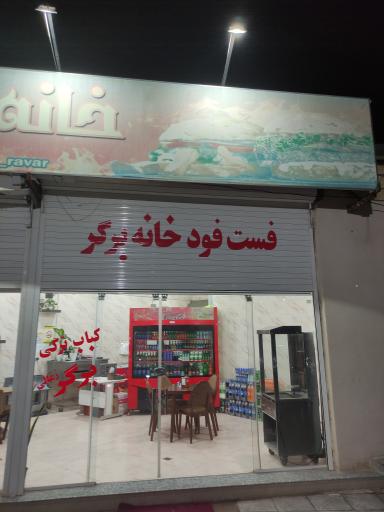 خانه
_ravar
فست فود خانه برگر
کباب ترکی
برگر